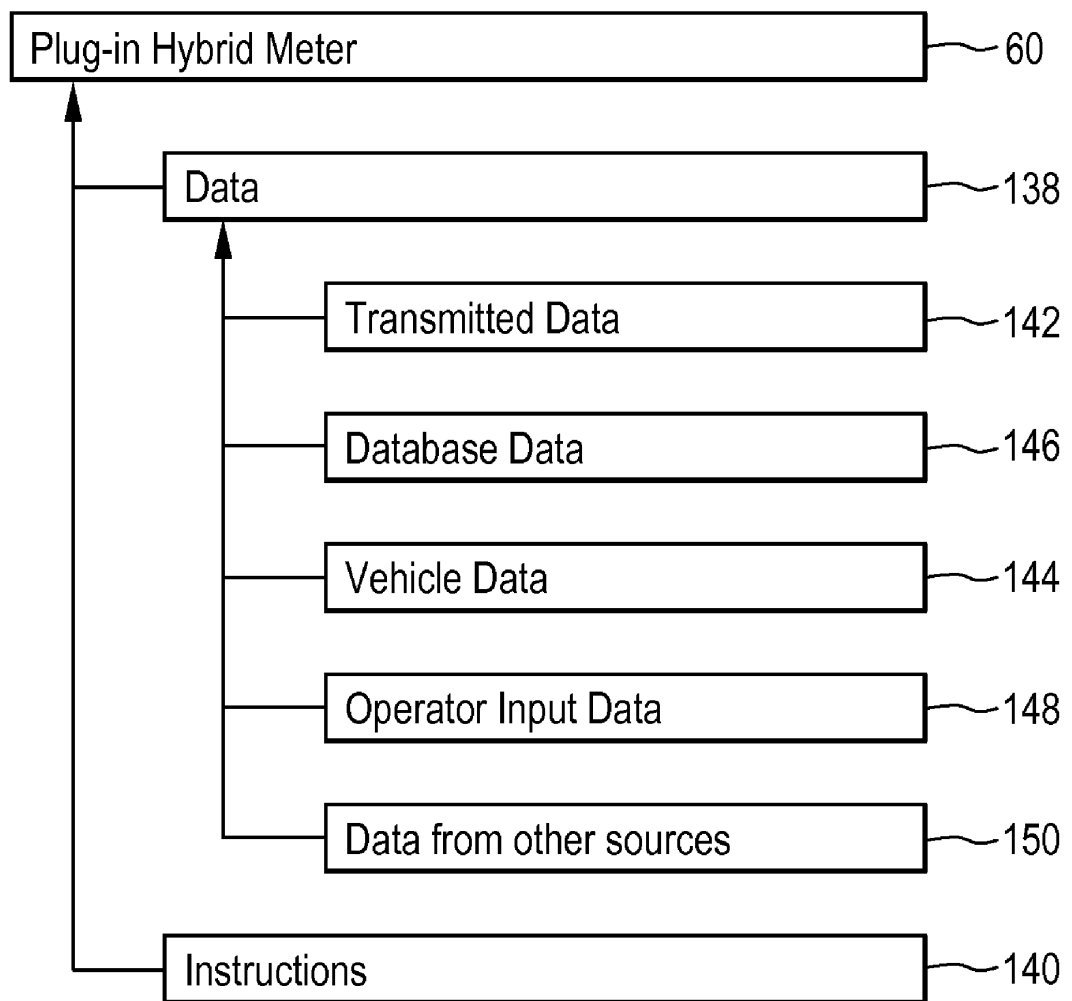 Plug-in Hybrid Meter 60
Data 138
Transmitted Data 142
Database Data 146
Vehicle Data 144
Operator Input Data 148
Data from other sources 150
Instructions 140